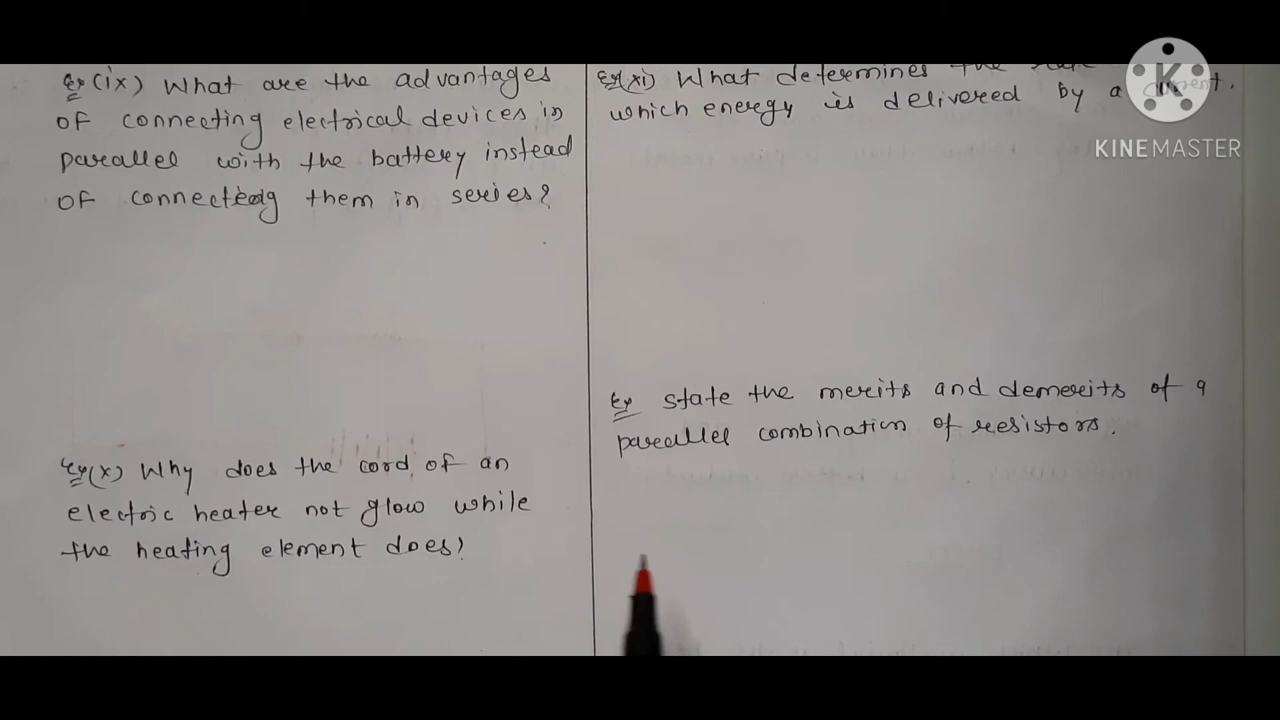 Ex (ix) What are the advantages
of connecting electrical devices in
parallel with the battery instead
of connecting them in series?
Ex (x) Why does the cord of an
electric heater not glow while
the heating element does?
Ex (xi) What determines the
which energy is delivered by a
Ex State the merits and demerits of a
parallel combination of resistors.
K
KINEMASTER